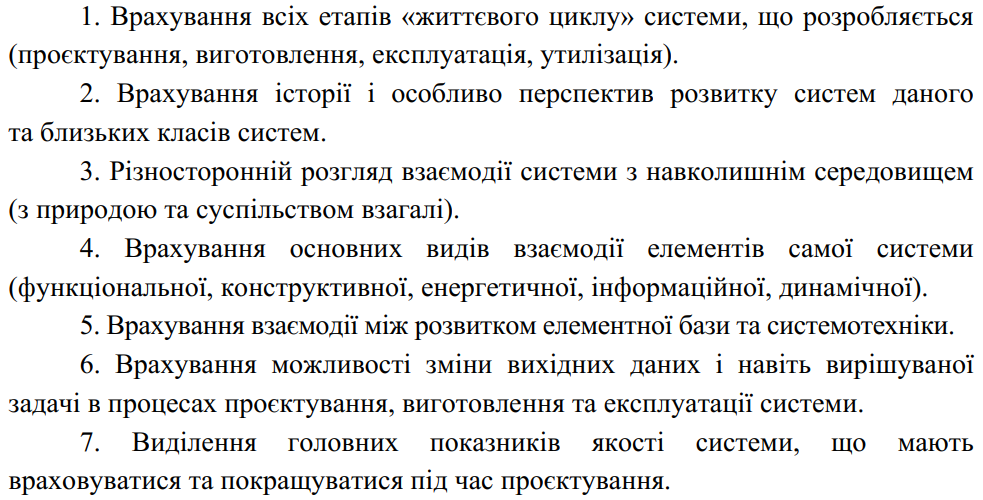 1. Врахування всіх етапів «життєвого циклу» системи, що розробляється
(проєктування, виготовлення, експлуатація, утилізація).
2. Врахування історії і особливо перспектив розвитку систем даного
та близьких класів систем.
3. Різносторонній розгляд взаємодії системи з навколишнім середовищем
(з природою та суспільством взагалі).
4. Врахування основних видів взаємодії елементів самої системи
(функціональної, конструктивної, енергетичної, інформаційної, динамічної).
5. Врахування взаємодії між розвитком елементної бази та системотехніки.
6. Врахування можливості зміни вихідних даних і навіть вирішуваної
задачі в процесах проєктування, виготовлення та експлуатації системи.
7. Виділення головних показників якості системи, що мають
враховуватися та покращуватися під час проєктування.